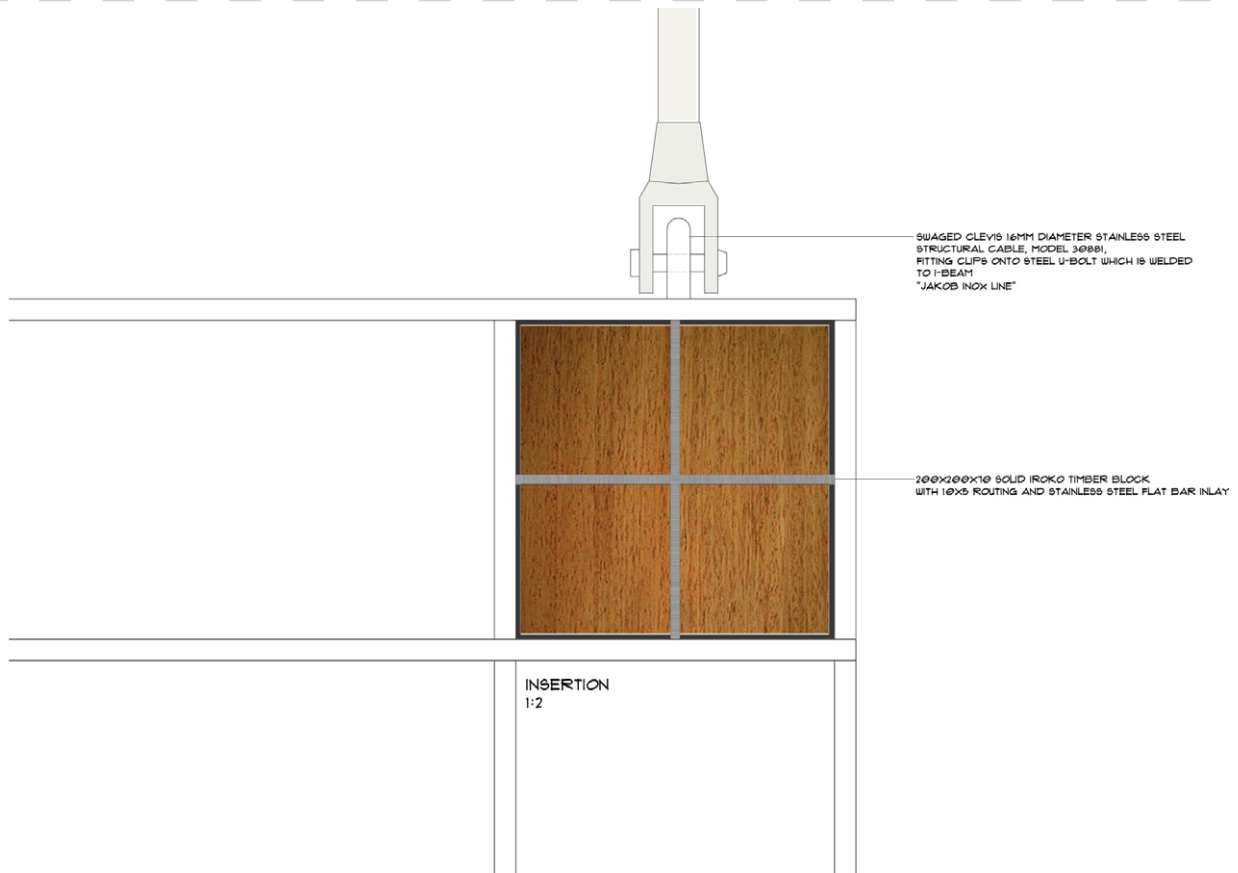 SWAGED CLEVIS 16MM DIAMETER STAINLESS STEEL
STRUCTURAL CABLE, MODEL 30881,
FITTING CLIPS ONTO STEEL U-BOLT WHICH IS WELDED
TO I-BEAM
"JAKOB INOX LINE"
200X200X10 SOLID IROKO TIMBER BLOCK
WITH 10X5 ROUTING AND STAINLESS STEEL FLAT BAR INLAY
INSERTION
1:2